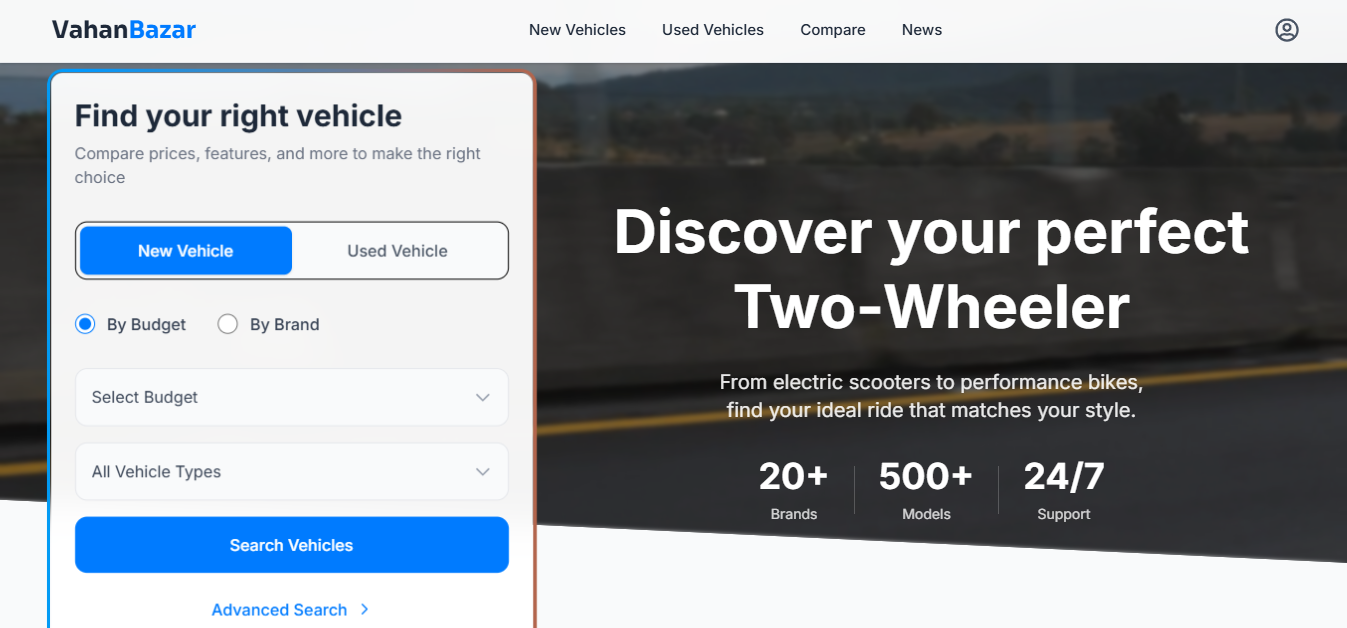 VahanBazar
New Vehicles
Used Vehicles
Compare
News
Find your right vehicle
Compare prices, features, and more to make the right
choice
New Vehicle
Used Vehicle
By Budget
By Brand
Select Budget
All Vehicle Types
Search Vehicles
Advanced Search
Discover your perfect
Two-Wheeler
From electric scooters to performance bikes,
find your ideal ride that matches your style.
20+
Brands
500+
Models
24/7
Support